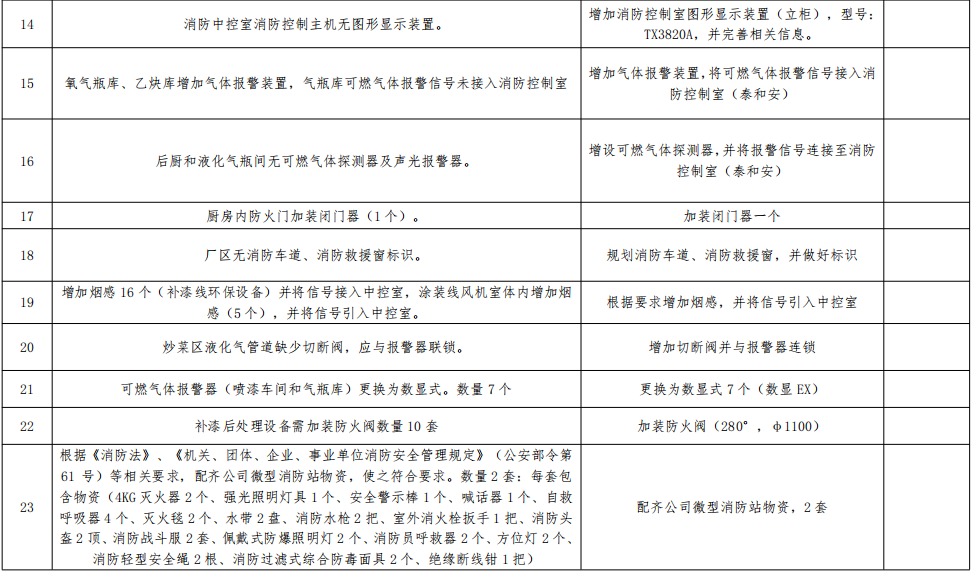 14
消防中控室消防控制主机无图形显示装置。
增加消防控制室图形显示装置（立柜），型号：
TX3820A，并完善相关信息。
15
氧气瓶库、乙炔库增加气体报警装置，气瓶库可燃气体报警信号未接入消防控制室
增加气体报警装置，将可燃气体报警信号接入消
防控制室（泰和安）
16
后厨和液化气瓶间无可燃气体探测器及声光报警器。
增设可燃气体探测器，并将报警信号连接至消防
控制室（泰和安）
17
厨房内防火门加装闭门器（1 个）。
加装闭门器一个
18
厂区无消防车道、消防救援窗标识。
规划消防车道、消防救援窗，并做好标识
19
增加烟感 16 个（补漆线环保设备）并将信号接入中控室，涂装线风机室体内增加烟
感（5 个），并将信号引入中控室。
根据要求增加烟感，并将信号引入中控室
20
炒菜区液化气管道缺少切断阀，应与报警器联锁。
增加切断阀并与报警器连锁
21
可燃气体报警器（喷漆车间和气瓶库）更换为数显式。数量 7 个
更换为数显式 7 个（数显 EX）
22
补漆后处理设备需加装防火阀数量 10 套
加装防火阀（280°，φ1100）
23
根据《消防法》、《机关、团体、企业、事业单位消防安全管理规定》（公安部令第
61 号）等相关要求，配齐公司微型消防站物资，使之符合要求。数量 2 套：每套包
含物资（4KG 灭火器 2 个、强光照明灯具 1 个、安全警示棒 1 个、喊话器 1 个、自救
呼吸器 4 个、灭火毯 2 个、水带 2 盘、消防水枪 2 把、室外消火栓扳手 1 把、消防头
盔 2 顶、消防战斗服 2 套、佩戴式防爆照明灯 2 个、消防员呼救器 2 个、方位灯 2 个、
消防轻型安全绳 2 根、消防过滤式综合防毒面具 2 个、绝缘断线钳 1 把）
配齐公司微型消防站物资，2 套